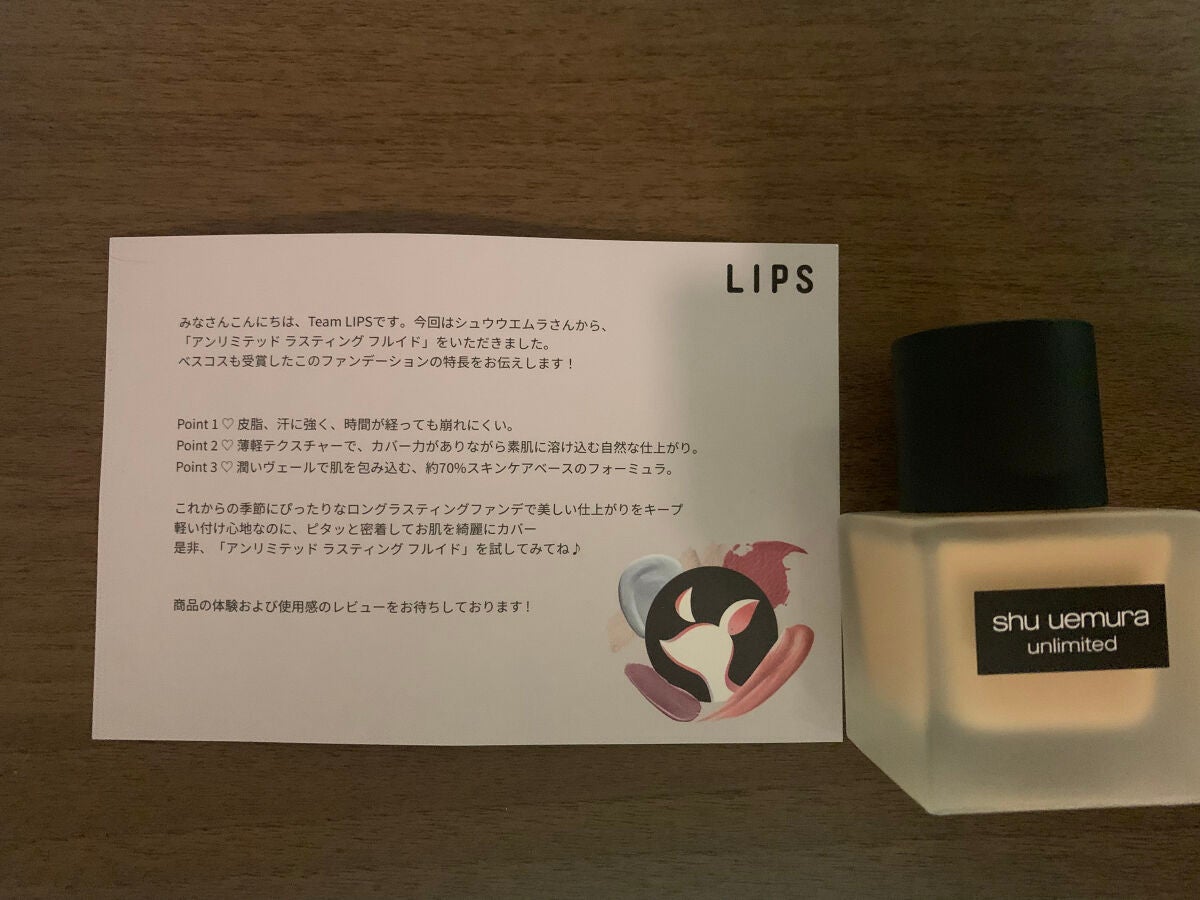 LIPS
みなさんこんにちは、Team LIPSです。今回はシュウウエムラさんから、
「アンリミテッド ラスティング フルイド」をいただきました。
ベスコスも受賞したこのファンデーションの特長をお伝えします！
Point 1 ♡ 皮脂、汗に強く、時間が経っても崩れにくい。
Point 2 ♡ 薄軽テクスチャーで、カバー力がありながら素肌に溶け込む自然な仕上がり。
Point 3 ♡ 潤いヴェールで肌を包み込む、約70%スキンケアベースのフォーミュラ。
これからの季節にぴったりなロングラスティングファンデで美しい仕上がりをキープ
軽い付け心地なのに、ピタッと密着してお肌を綺麗にカバー
是非、「アンリミテッド ラスティング フルイド」を試してみてね♪
商品の体験および使用感のレビューをお待ちしております！
shu uemura
unlimited